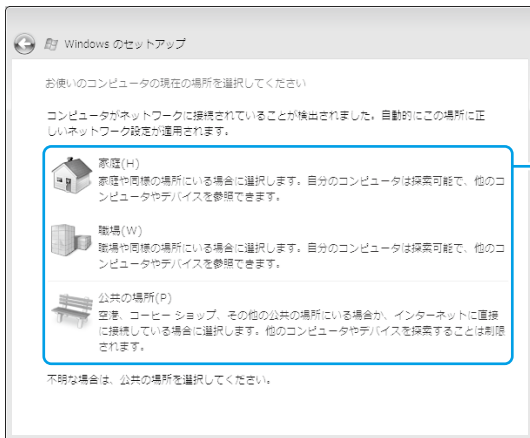 Windows のセットアップ
お使いのコンピュータの現在の場所を選択してください
コンピュータがネットワークに接続されていることが検出されました。自動的にこの場所に正
しいネットワーク設定が適用されます。
家庭(H)
家庭や同様の場所にいる場合に選択します。自分のコンピュータは探索可能で、他のコ
ンピュータやデバイスを参照できます。
職場(W)
職場や同様の場所にいる場合に選択します。自分のコンピュータは探索可能で、他のコ
ンピュータやデバイスを参照できます。
公共の場所(P)
空港、コーヒー ショップ、その他の公共の場所にいる場合か、インターネットに直接
に接続している場合に選択します。他のコンピュータやデバイスを探索することは制限
されます。
不明な場合は、公共の場所を選択してください。